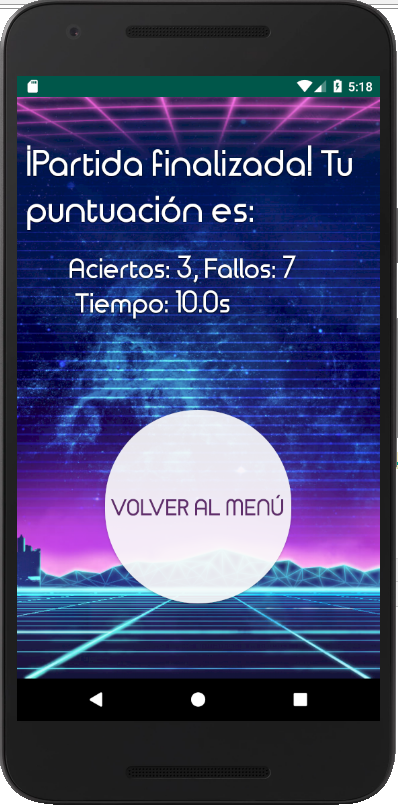 5:18
¡Partida finalizada! Tu
puntuación es:
Aciertos: 3, Fallos: 7
Tiempo: 10.0s
VOLVER AL MENÚ